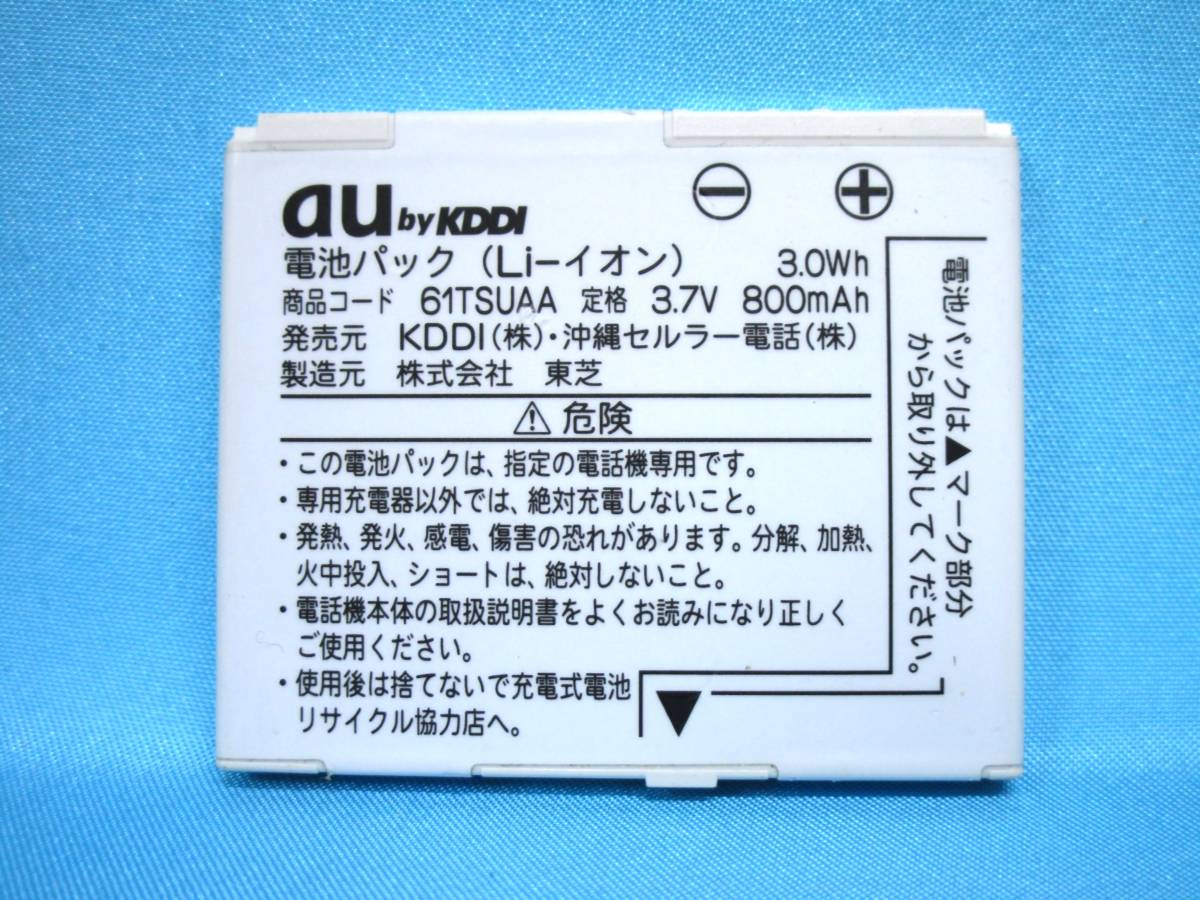 au by KDDI
電池パック（Li-イオン） 3.0Wh
商品コード 61TSUAA 定格 3.7V 800mAh
発売元 KDDI（株）・沖縄セルラー電話（株）
製造元 株式会社 東芝
⚠危険
・この電池パックは、指定の電話機専用です。
・専用充電器以外では、絶対充電しないこと。
・発熱、発火、感電、傷害の恐れがあります。分解、加熱、
火中投入、ショートは、絶対しないこと。
・電話機本体の取扱説明書をよくお読みになり正しく
ご使用ください。
・使用後は捨てないで充電式電池
リサイクル協力店へ。
電池パックは▲マーク部分
から取り外してください。